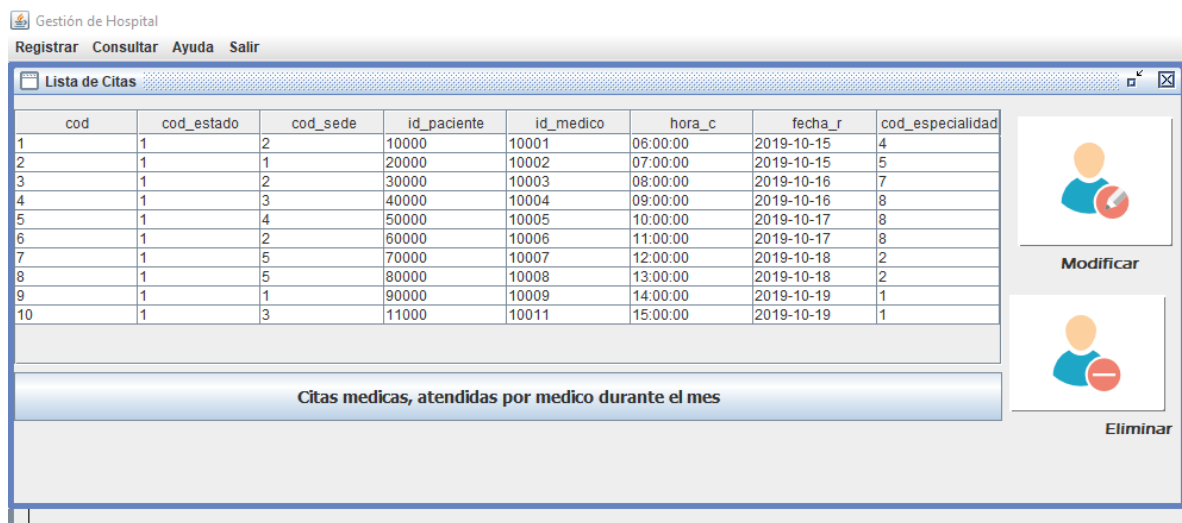 Gestión de Hospital
Registrar Consultar Ayuda Salir
Lista de Citas
cod cod_estado cod_sede id_paciente id_medico hora_c fecha_r cod_especialidad
1 1 2 10000 10001 06:00:00 2019-10-15 4
2 1 1 20000 10002 07:00:00 2019-10-15 5
3 1 2 30000 10003 08:00:00 2019-10-16 7
4 1 3 40000 10004 09:00:00 2019-10-16 8
5 1 4 50000 10005 10:00:00 2019-10-17 8
6 1 2 60000 10006 11:00:00 2019-10-17 8
7 1 5 70000 10007 12:00:00 2019-10-18 2
8 1 5 80000 10008 13:00:00 2019-10-18 2
9 1 1 90000 10009 14:00:00 2019-10-19 1
10 1 3 11000 10011 15:00:00 2019-10-19 1
Modificar
Citas medicas, atendidas por medico durante el mes
Eliminar